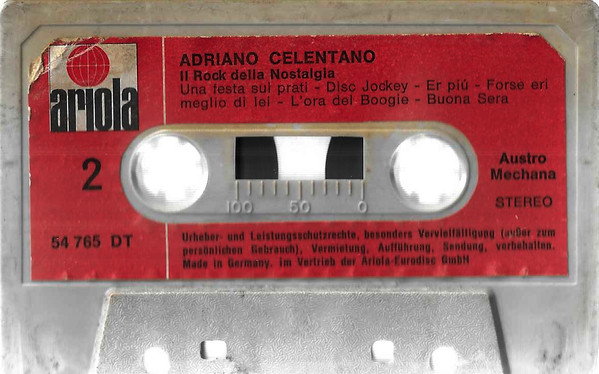 ADRIANO CELENTANO
Il Rock della Nostalgia
Una festa sui prati - Disc Jockey - Er più - Forse eri
meglio di lei - L'ora del Boogie - Buona Sera
ariola
2
Austro
Mechana
STEREO
100 50 0
54 765 DT
Urheber- und Leistungsschutzrechte, besonders Vervielfältigung (außer zum
persönlichen Gebrauch), Vermietung, Aufführung, Sendung, vorbehalten.
Made in Germany. Im Vertrieb der Ariola-Eurodisc GmbH